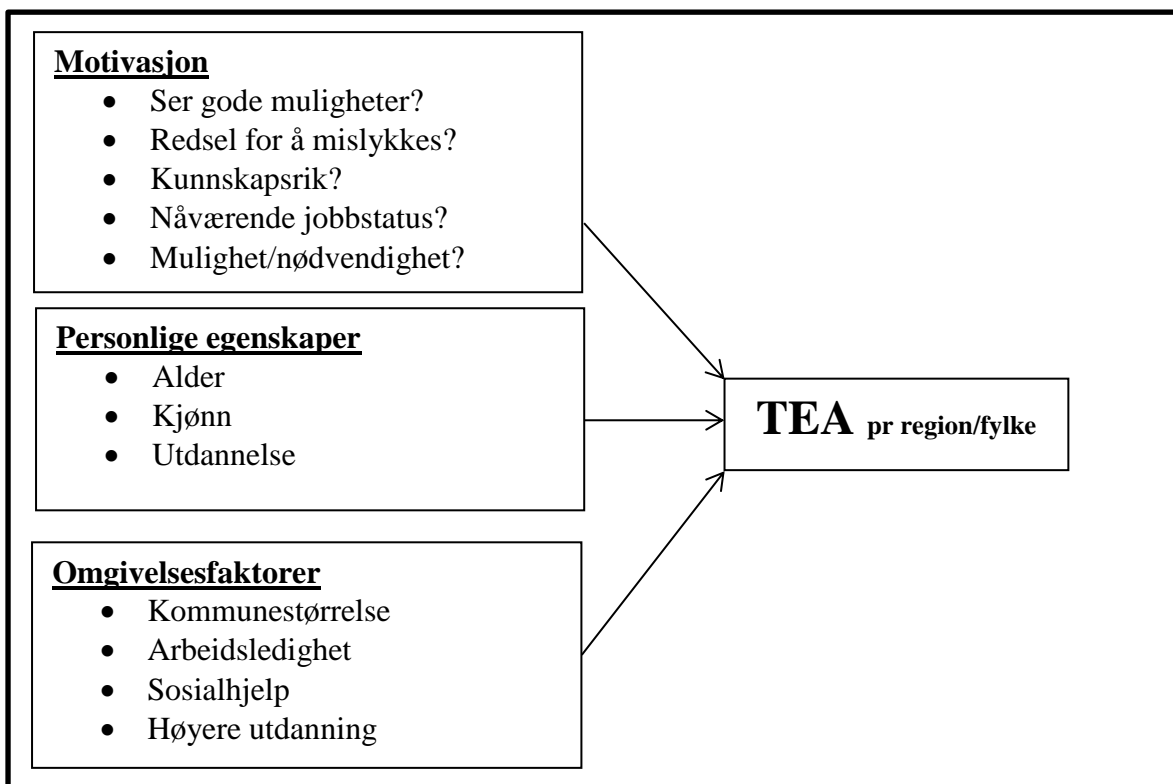 Motivasjon
• Ser gode muligheter?
• Redsel for å mislykkes?
• Kunnskapsrik?
• Nåværende jobbstatus?
• Mulighet/nødvendighet?
Personlige egenskaper
• Alder
• Kjønn
• Utdannelse
TEA pr region/fylke
Omgivelsesfaktorer
• Kommunestørrelse
• Arbeidsledighet
• Sosialhjelp
• Høyere utdanning